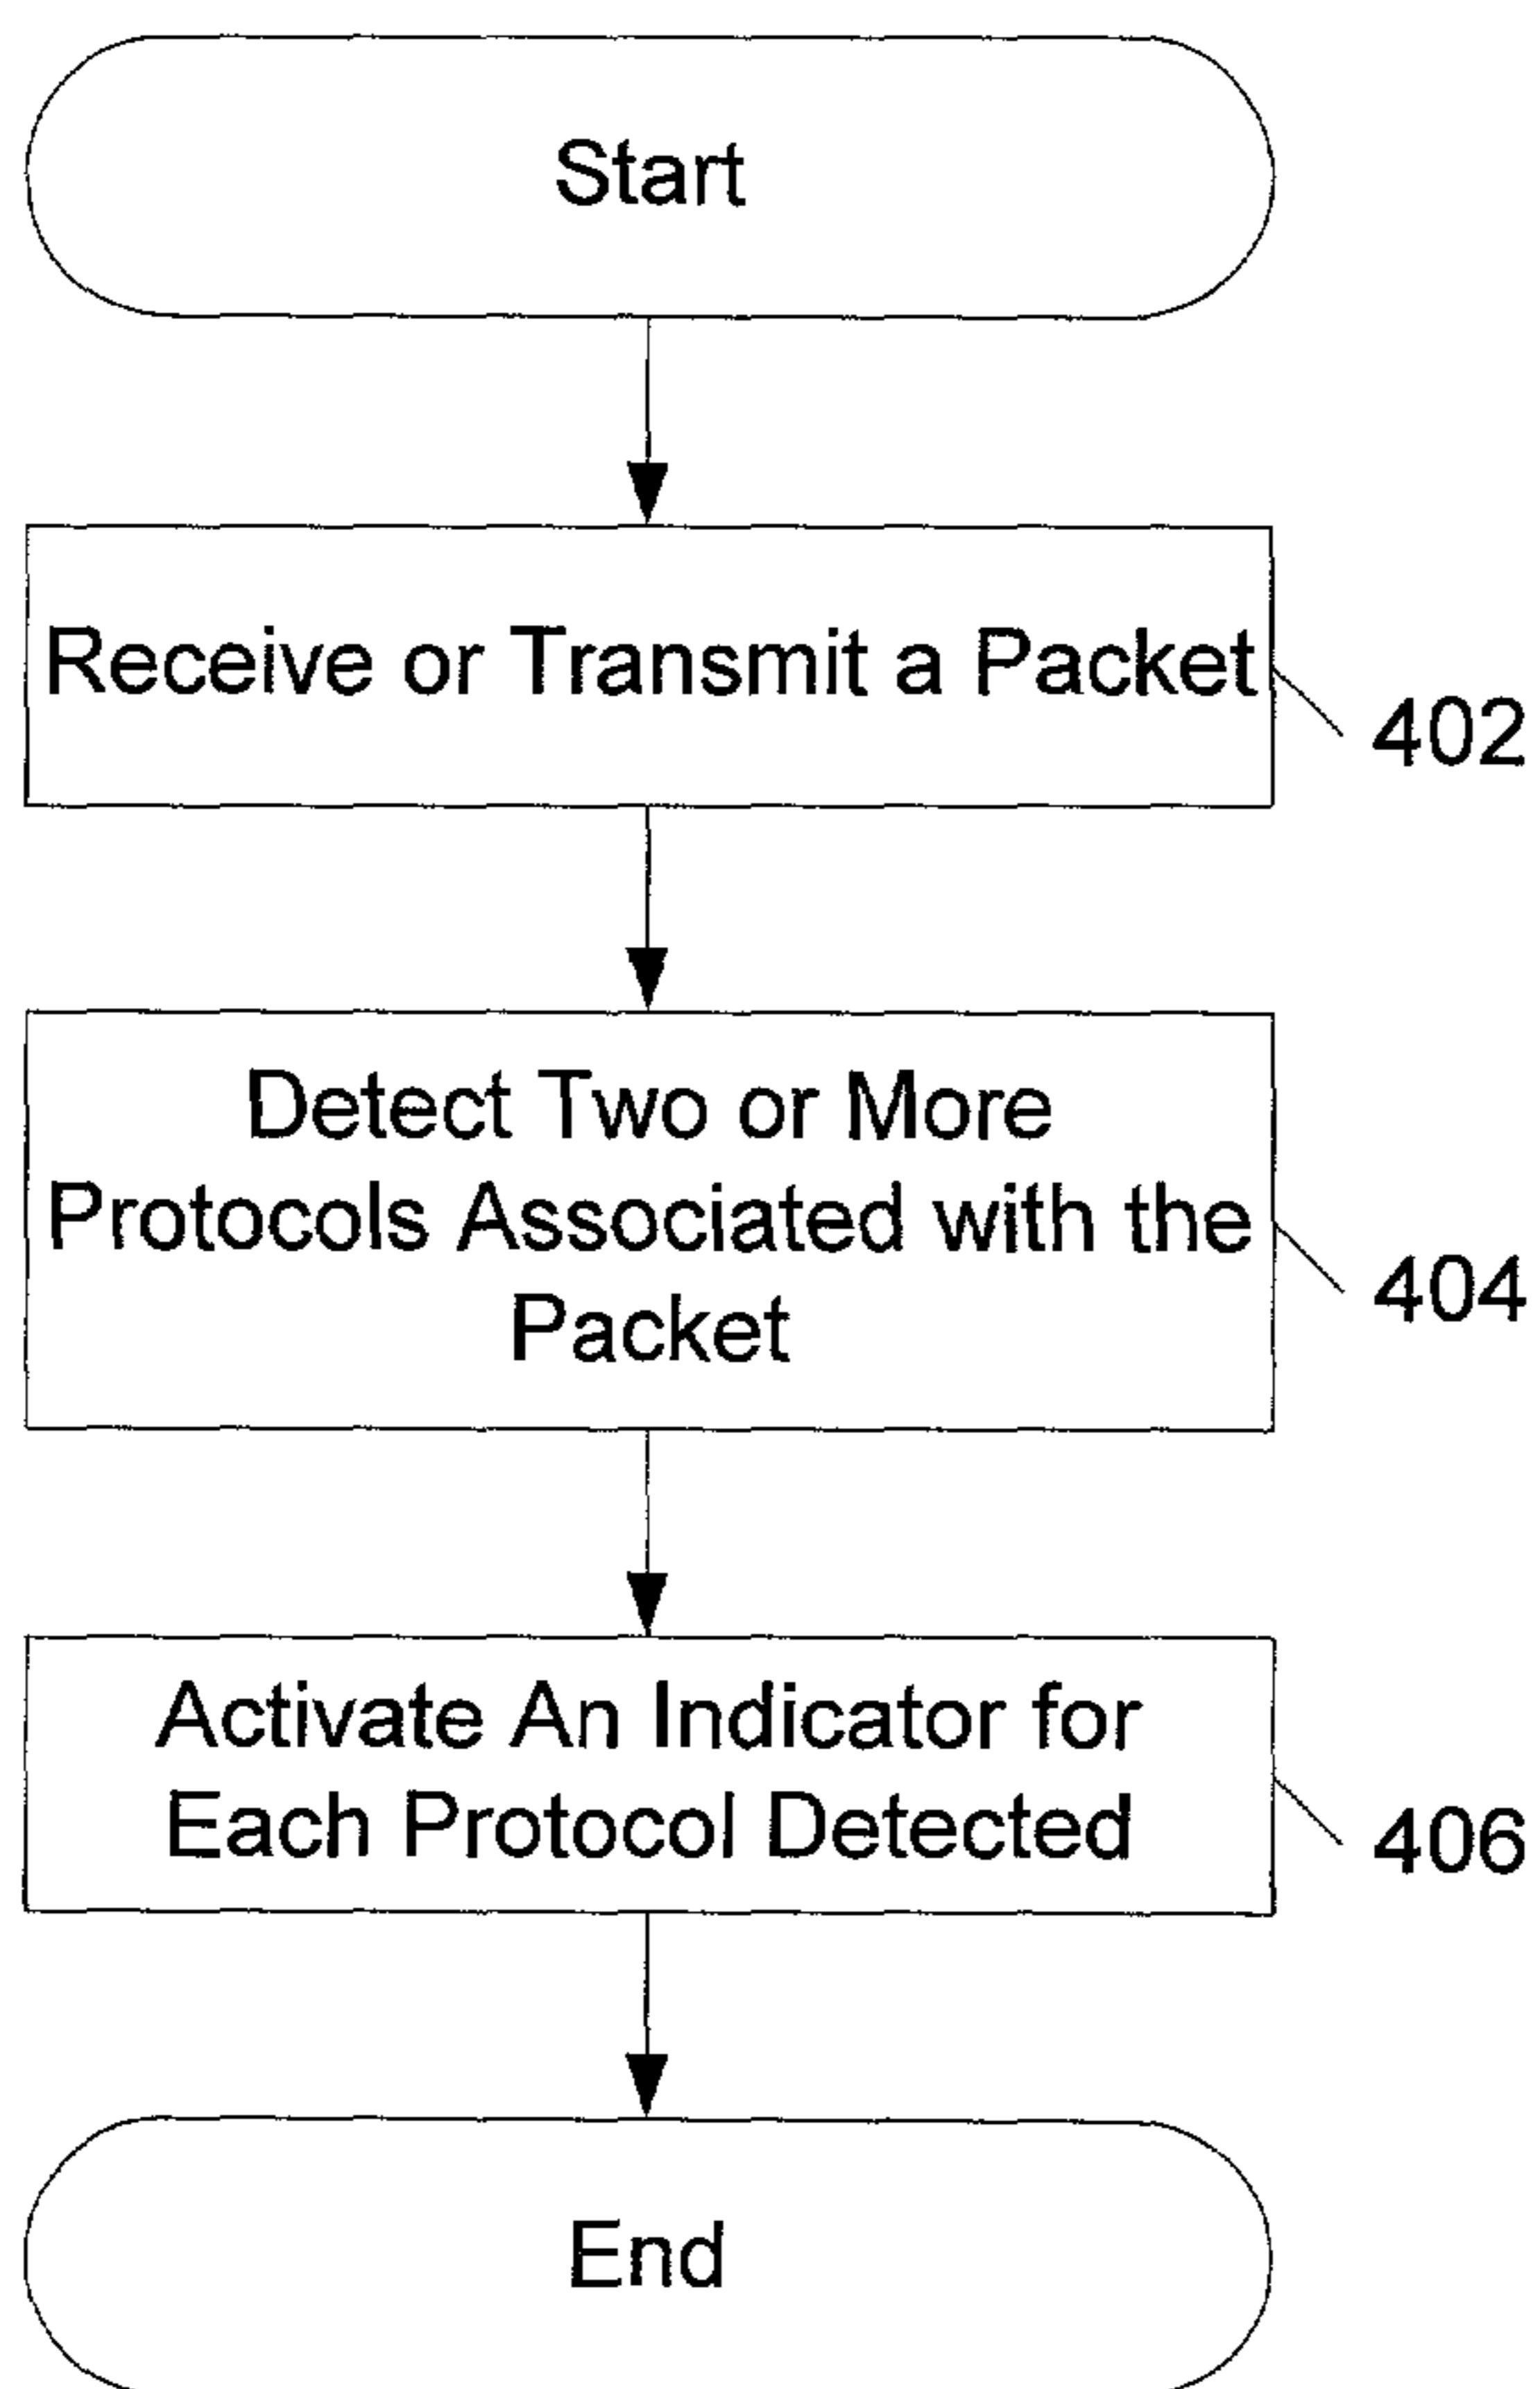 Start
Receive or Transmit a Packet
402
Detect Two or More
Protocols Associated with the
Packet
404
Activate An Indicator for
Each Protocol Detected
406
End